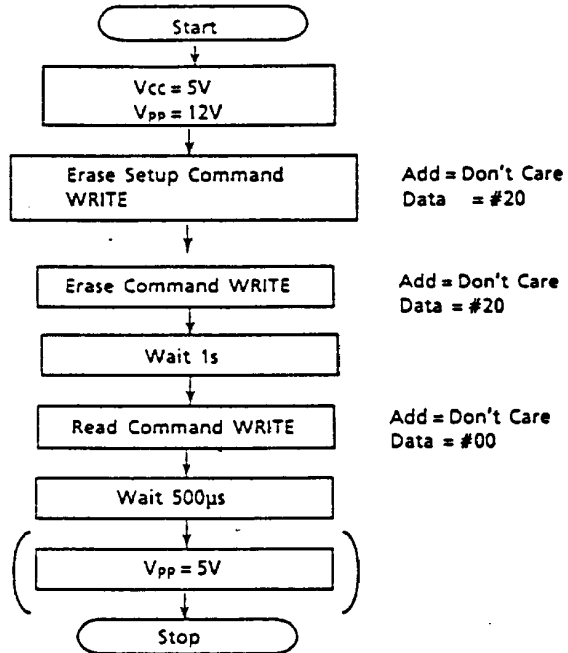 Start
Vcc = 5V
Vpp = 12V
Erase Setup Command
WRITE
Add = Don't Care
Data = #20
Erase Command WRITE
Add = Don't Care
Data = #20
Wait 1s
Read Command WRITE
Add = Don't Care
Data = #00
Wait 500μs
Vpp = 5V
Stop